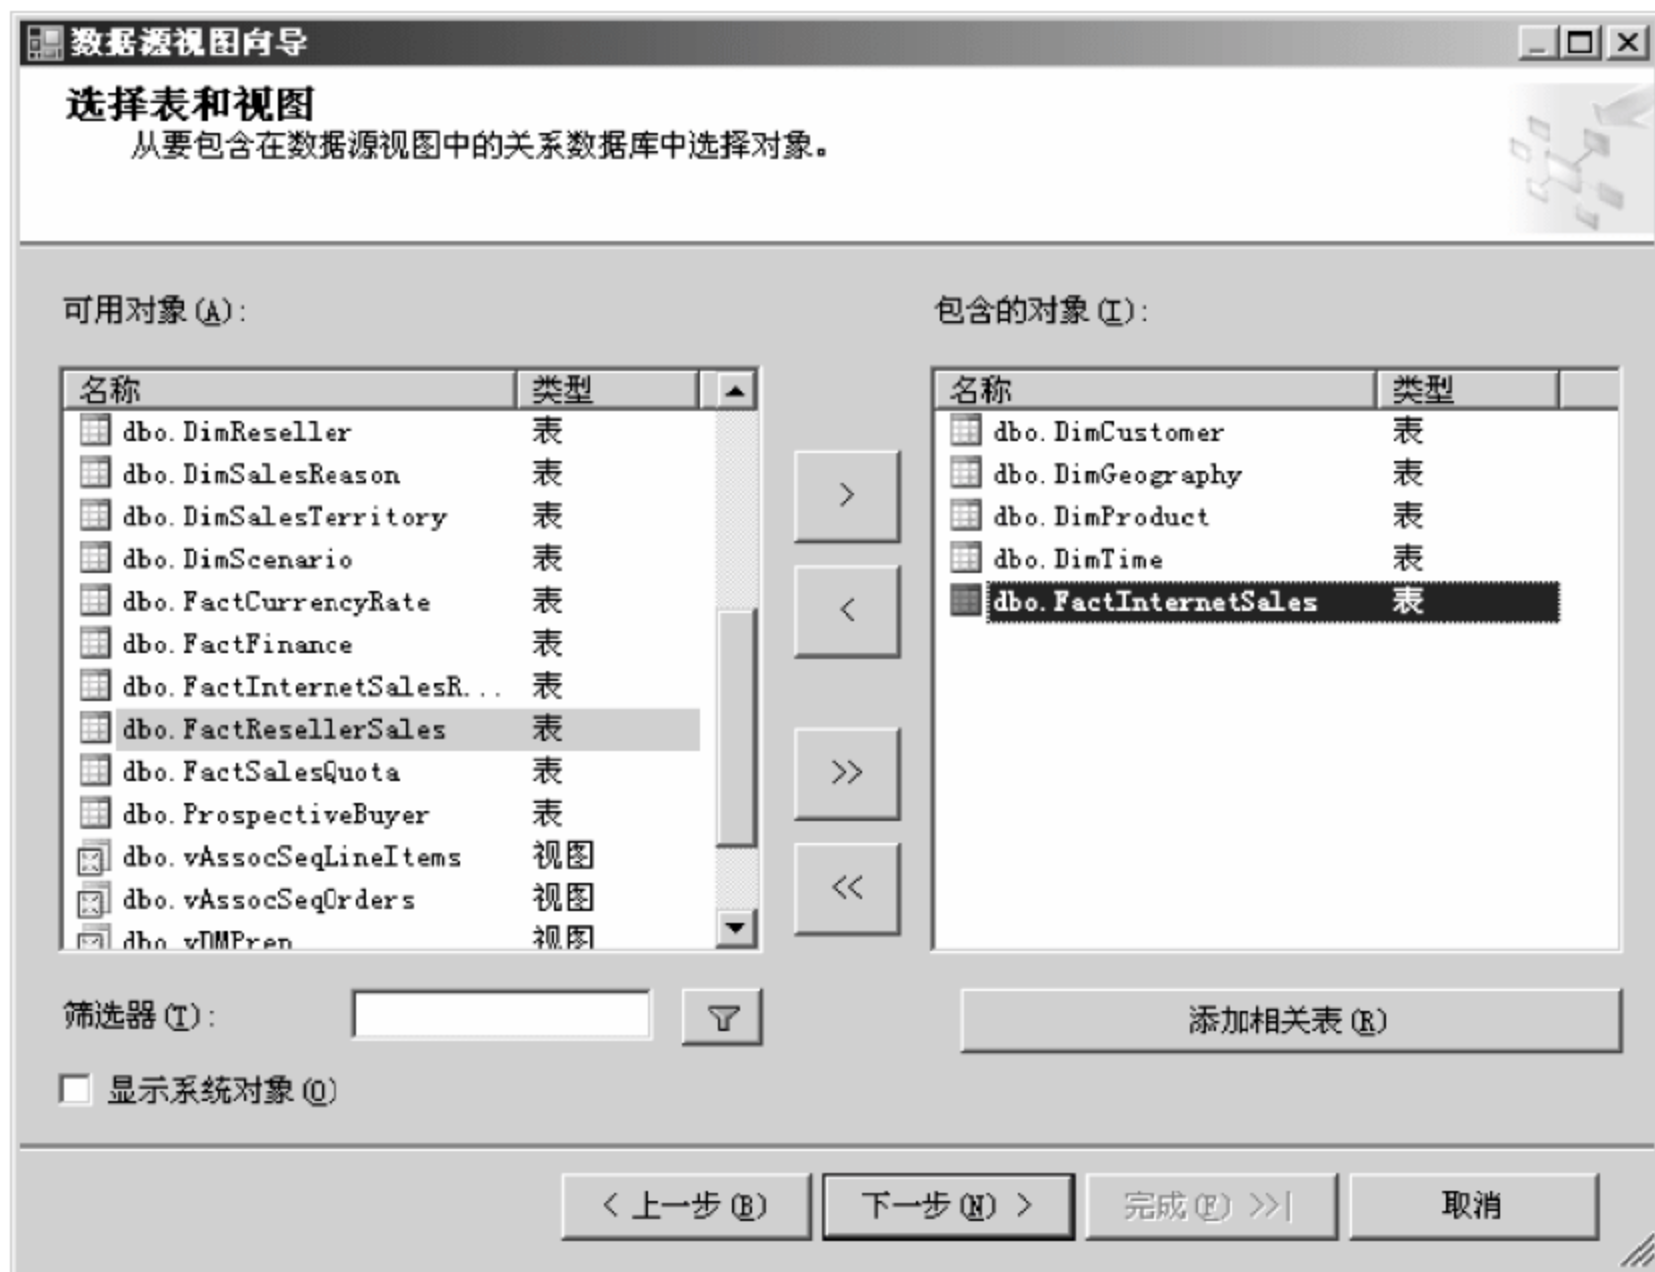 数据源视图向导
选择表和视图
从要包含在数据源视图中的关系数据库中选择对象。
可用对象(A):
名称 类型
dbo.DimReseller 表
dbo.DimSalesReason 表
dbo.DimSalesTerritory 表
dbo.DimScenario 表
dbo.FactCurrencyRate 表
dbo.FactFinance 表
dbo.FactInternetSalesR... 表
dbo.FactResellerSales 表
dbo.FactSalesQuota 表
dbo.ProspectiveBuyer 表
dbo.vAssocSeqLineItems 视图
dbo.vAssocSeqOrders 视图
dbo.vDMPrep 视图
>
<
>>
<<
包含的对象(I):
名称 类型
dbo.DimCustomer 表
dbo.DimGeography 表
dbo.DimProduct 表
dbo.DimTime 表
dbo.FactInternetSales 表
筛选器(T):
添加相关表(R)
显示系统对象(O)
< 上一步(B)
下一步(N) >
完成(F) >>|
取消